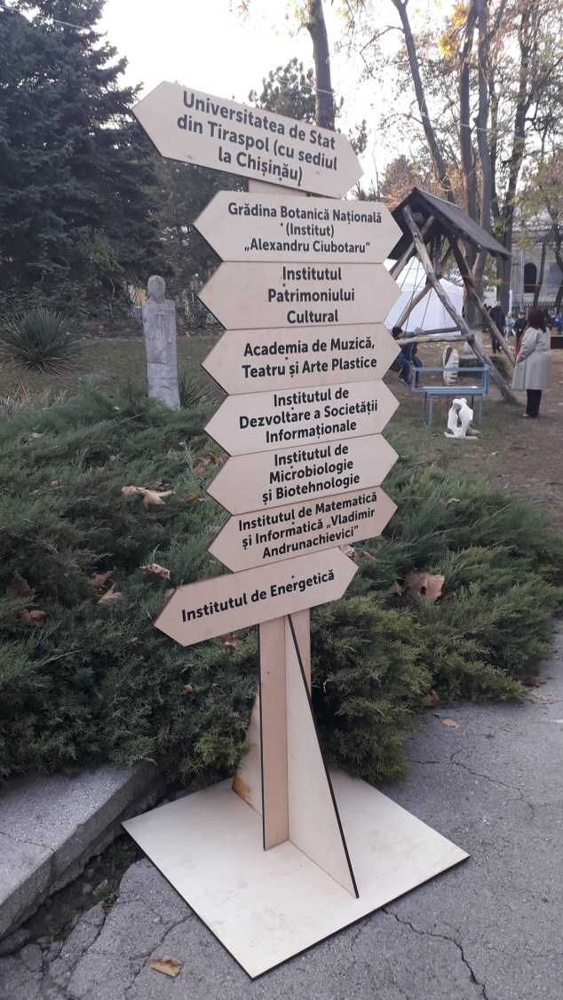 Universitatea de Stat
din Tiraspol (cu sediul
la Chișinău)
Grădina Botanică Națională
(Institut)
„Alexandru Ciubotaru”
Institutul
Patrimoniului
Cultural
Academia de Muzică,
Teatru și Arte Plastice
Institutul de
Dezvoltare a Societății
Informaționale
Institutul de
Microbiologie
și Biotehnologie
Institutul de Matematică
și Informatică „Vladimir
Andrunachievici”
Institutul de Energetică